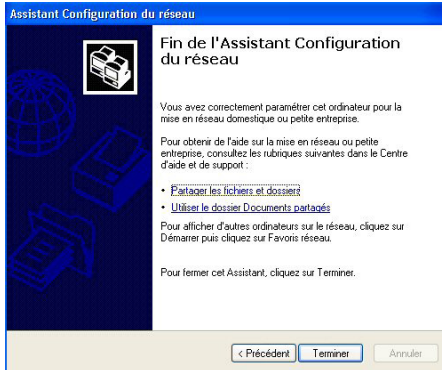 Assistant Configuration du réseau
Fin de l'Assistant Configuration
du réseau
Vous avez correctement paramétrer cet ordinateur pour la
mise en réseau domestique ou petite entreprise.
Pour obtenir de l'aide sur la mise en réseau ou petite
entreprise, consultez les rubriques suivantes dans le Centre
d'aide et de support :
• Partager les fichiers et dossiers
• Utiliser le dossier Documents partagés
Pour afficher d'autres ordinateurs sur le réseau, cliquez sur
Démarrer puis cliquez sur Favoris réseau.
Pour fermer cet Assistant, cliquez sur Terminer.
< Précédent Terminer Annuler